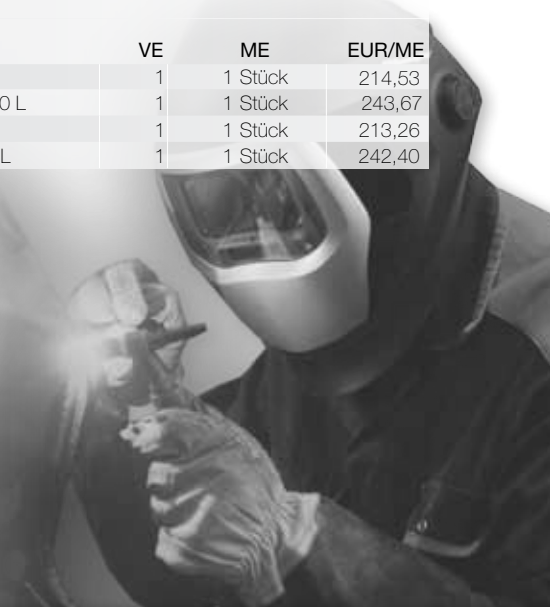 VE ME EUR/ME
1 1 Stück 214,53
0 L 1 1 Stück 243,67
1 1 Stück 213,26
L 1 1 Stück 242,40